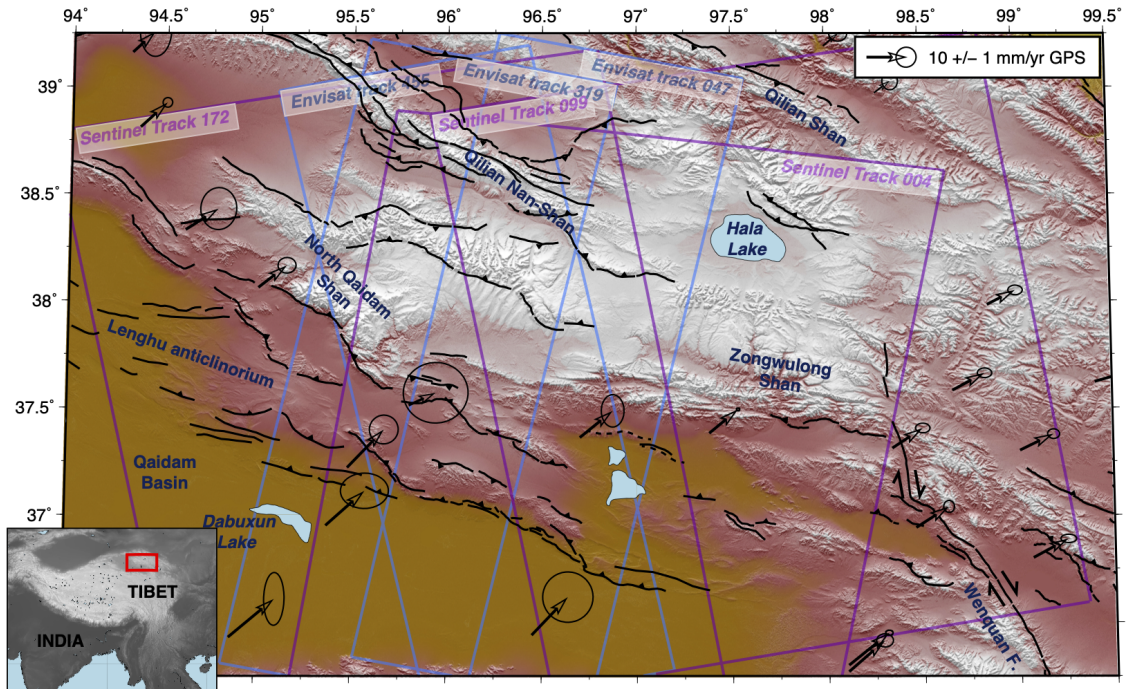 94° 94.5° 95° 95.5° 96° 96.5° 97° 97.5° 98° 98.5° 99° 99.5°
10 +/– 1 mm/yr GPS
39°
Envisat track 455
Envisat track 319
Envisat track 047
Qilian Shan
Sentinel Track 172
Sentinel Track 099
Sentinel Track 004
Qilian Nan-Shan
38.5°
Hala
Lake
North Qaidam
Shan
38°
Lenghu anticlinorium
Zongwulong
Shan
37.5°
Qaidam
Basin
37°
Dabuxun
Lake
TIBET
INDIA
Wenquan F.